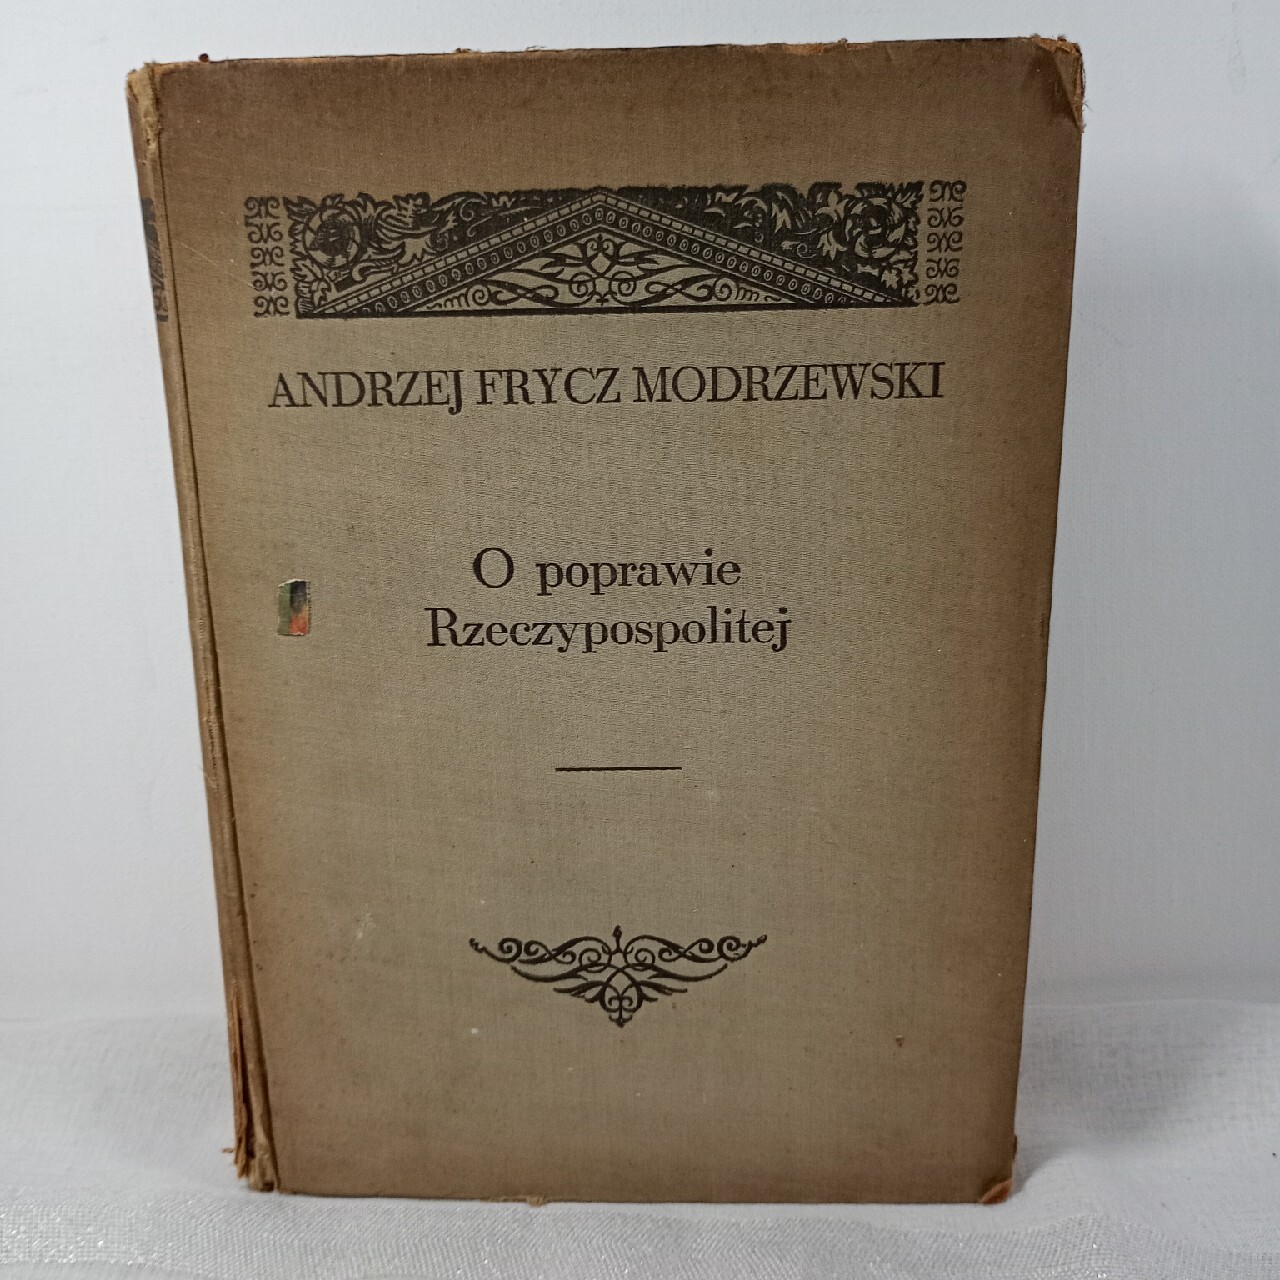 ANDRZEJ FRYCZ MODRZEWSKI
O poprawie
Rzeczypospolitej